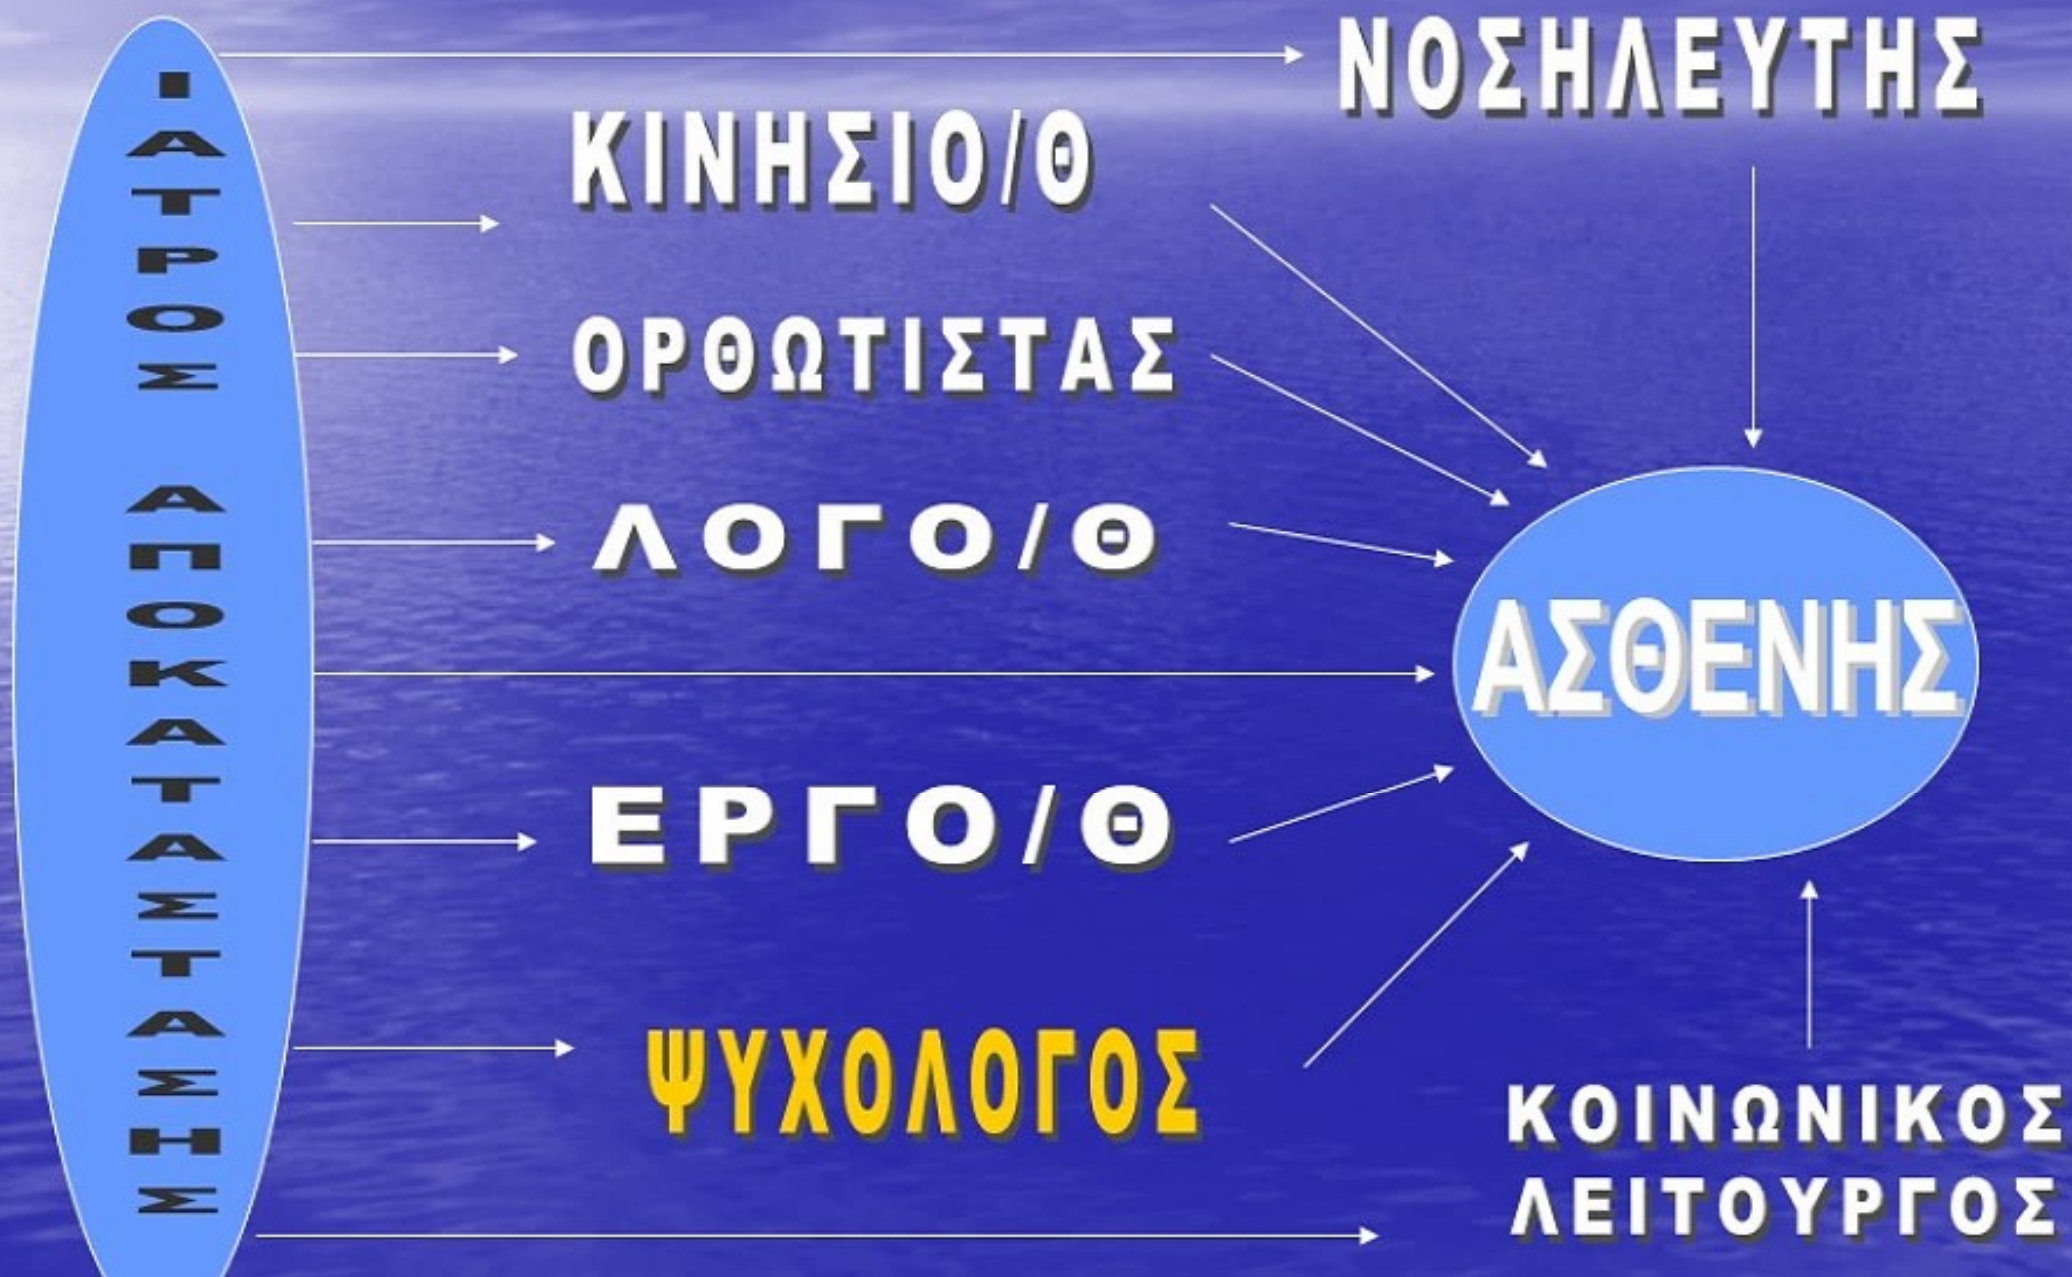 ΙΑΤΡΟΣ ΑΠΟΚΑΤΑΣΤΑΣΗΣ
ΝΟΣΗΛΕΥΤΗΣ
ΚΙΝΗΣΙΟ/Θ
ΟΡΘΩΤΙΣΤΑΣ
ΛΟΓΟ/Θ
ΑΣΘΕΝΗΣ
ΕΡΓΟ/Θ
ΨΥΧΟΛΟΓΟΣ
ΚΟΙΝΩΝΙΚΟΣ
ΛΕΙΤΟΥΡΓΟΣ